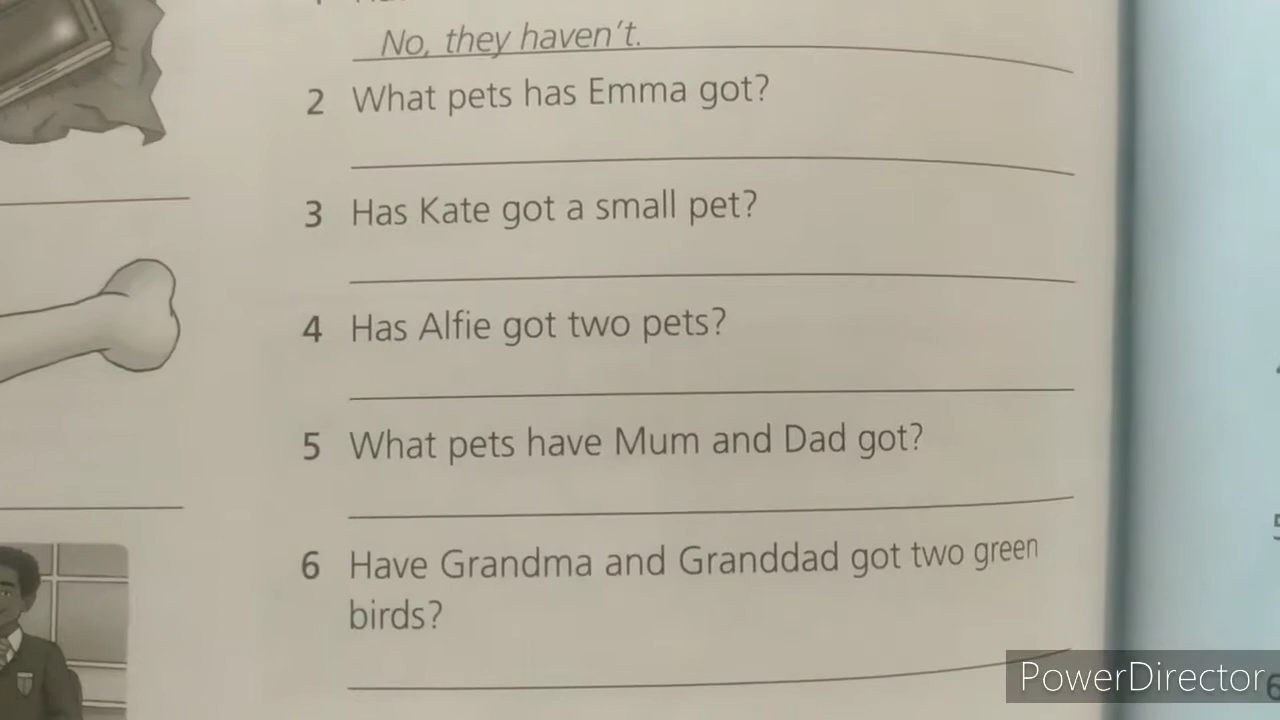 No, they haven't.
2 What pets has Emma got?
3 Has Kate got a small pet?
4 Has Alfie got two pets?
5 What pets have Mum and Dad got?
6 Have Grandma and Granddad got two green
birds?
PowerDirector
6